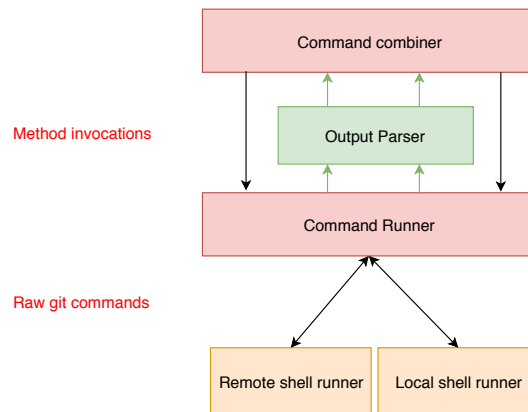 Command combiner
Method invocations
Output Parser
Command Runner
Raw git commands
Remote shell runner
Local shell runner